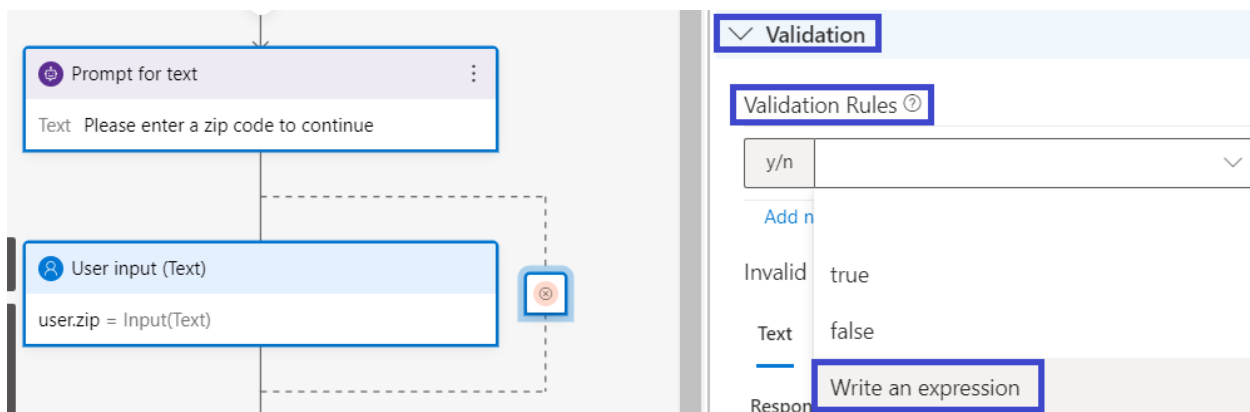 Prompt for text
Text Please enter a zip code to continue
User input (Text)
user.zip = Input(Text)
Validation
Validation Rules
y/n
Add n
Invalid
true
Text
false
Write an expression
Respon